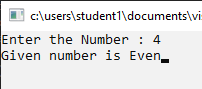 c:\users\student1\documents\vi
Enter the Number : 4
Given number is Even